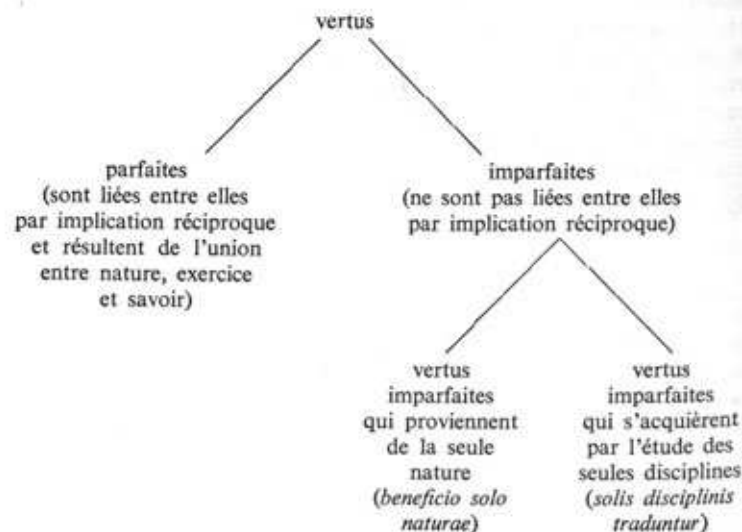 vertus
parfaites
(sont liées entre elles
par implication réciproque
et résultent de l'union
entre nature, exercice
et savoir)
imparfaites
(ne sont pas liées entre elles
par implication réciproque)
vertus
imparfaites
qui proviennent
de la seule
nature
(beneficio solo
naturae)
vertus
imparfaites
qui s'acquièrent
par l'étude des
seules disciplines
(solis disciplinis
traduntur)